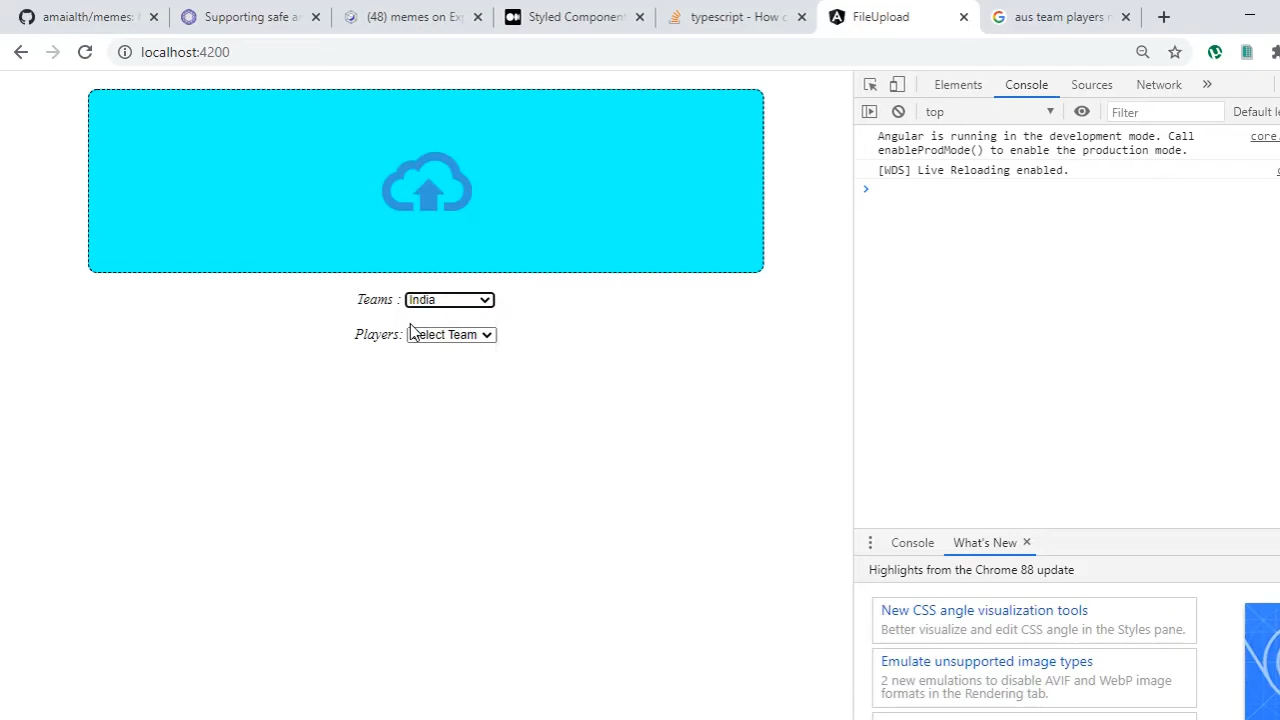 amaialth/meme
Supporting safe a
(48) memes on Ex
Styled Component
typescript - How c
FileUpload
aus team players
localhost:4200
Elements
Console
Sources
Network
top
Filter
Default
Angular is running in the development mode. Call
core.
enableProdMode() to enable the production mode.
[WDS] Live Reloading enabled.
Teams :
India
Players:
Team
Console
What's New
Highlights from the Chrome 88 update
New CSS angle visualization tools
Better visualize and edit CSS angle in the Styles pane.
Emulate unsupported image types
2 new emulations to disable AVIF and WebP image
formats in the Rendering tab.